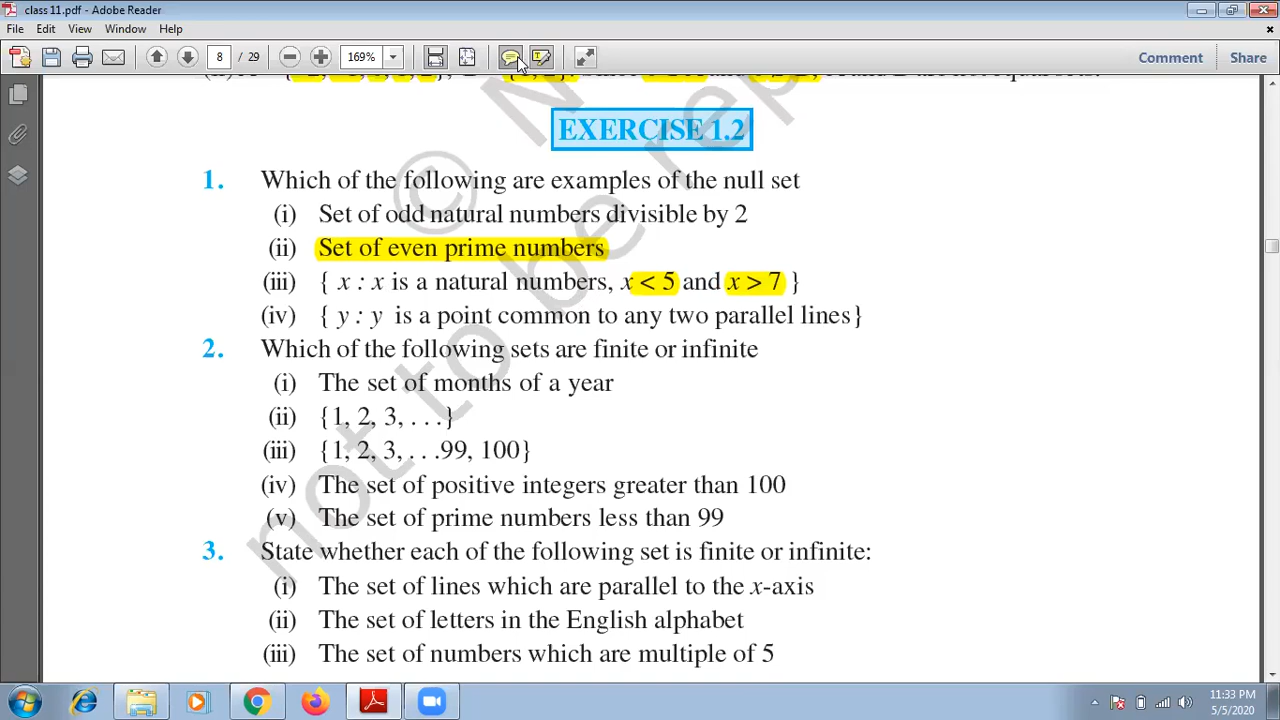 class 11.pdf - Adobe Reader
File Edit View Window Help
8 / 29 169% Comment
EXERCISE 1.2
1. Which of the following are examples of the null set
(i) Set of odd natural numbers divisible by 2
(ii) Set of even prime numbers
(iii) { x : x is a natural numbers, x < 5 and x > 7 }
(iv) { y : y is a point common to any two parallel lines}
2. Which of the following sets are finite or infinite
(i) The set of months of a year
(ii) {1, 2, 3, . . .}
(iii) {1, 2, 3, . . .99, 100}
(iv) The set of positive integers greater than 100
(v) The set of prime numbers less than 99
3. State whether each of the following set is finite or infinite:
(i) The set of lines which are parallel to the x-axis
(ii) The set of letters in the English alphabet
(iii) The set of numbers which are multiple of 5
© N
not to be rep
11:33 PM
5/5/2020